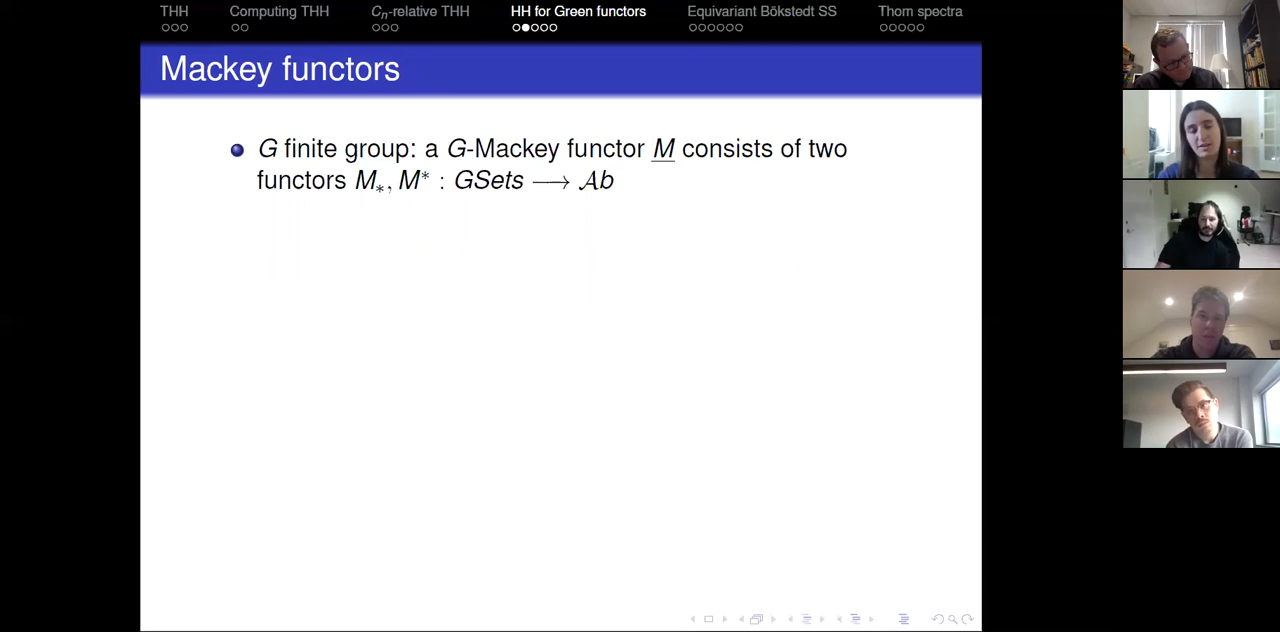 THH Computing THH Cₙ-relative THH HH for Green functors Equivariant Bökstedt SS Thom spectra
Mackey functors
G finite group: a G-Mackey functor M consists of two
functors M∗, M* : GSets ⟶ 𝒜b